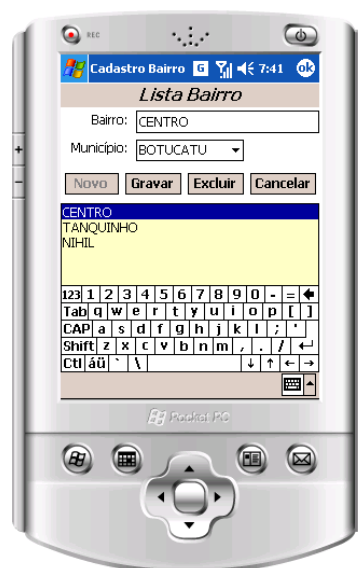 REC
Cadastro Bairro G 7:41 ok
Lista Bairro
Bairro: CENTRO
Município: BOTUCATU
Novo Gravar Excluir Cancelar
CENTRO
TANQUINHO
NIHIL
123 1 2 3 4 5 6 7 8 9 0 - =
Tab q w e r t y u i o p [ ]
CAP a s d f g h j k l ; '
Shift z x c v b n m , . /
Ctl áü ` \
Pocket PC